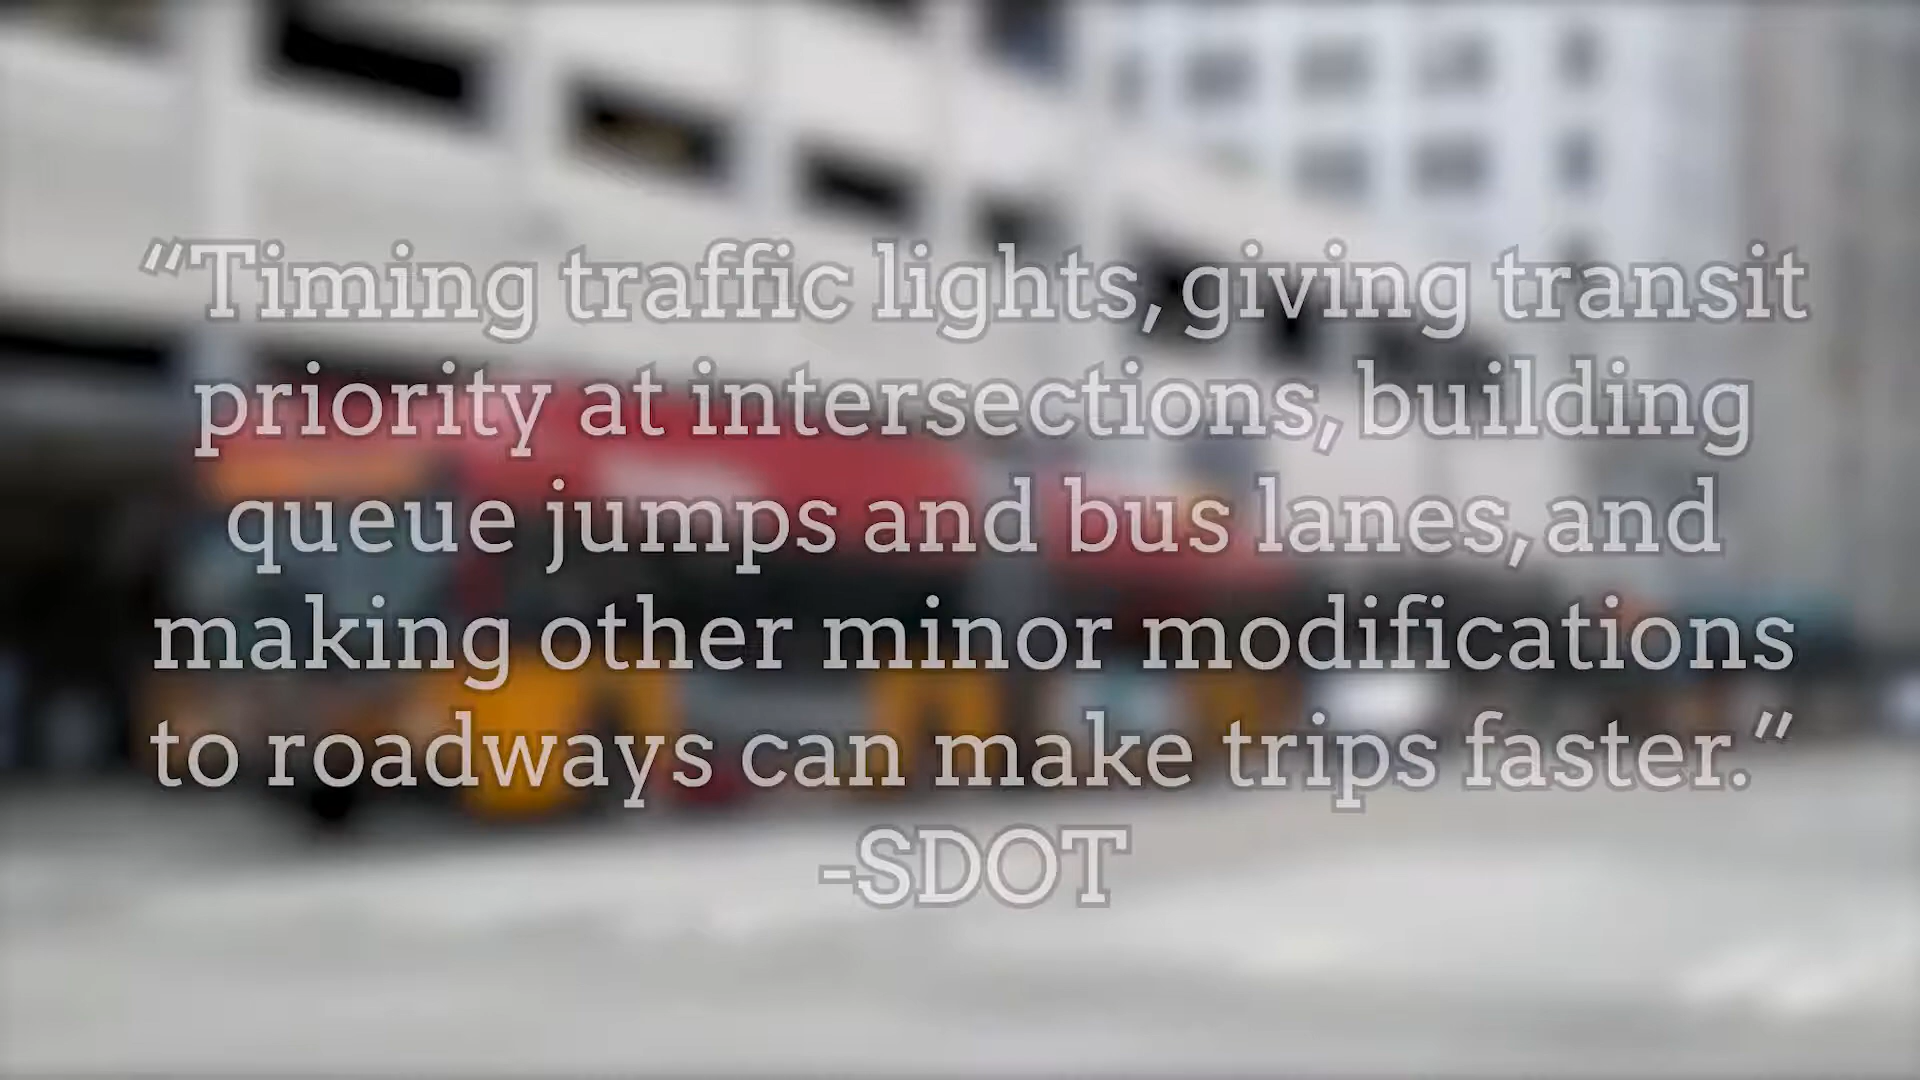 “Timing traffic lights, giving transit
priority at intersections, building
queue jumps and bus lanes, and
making other minor modifications
to roadways can make trips faster.”
-SDOT